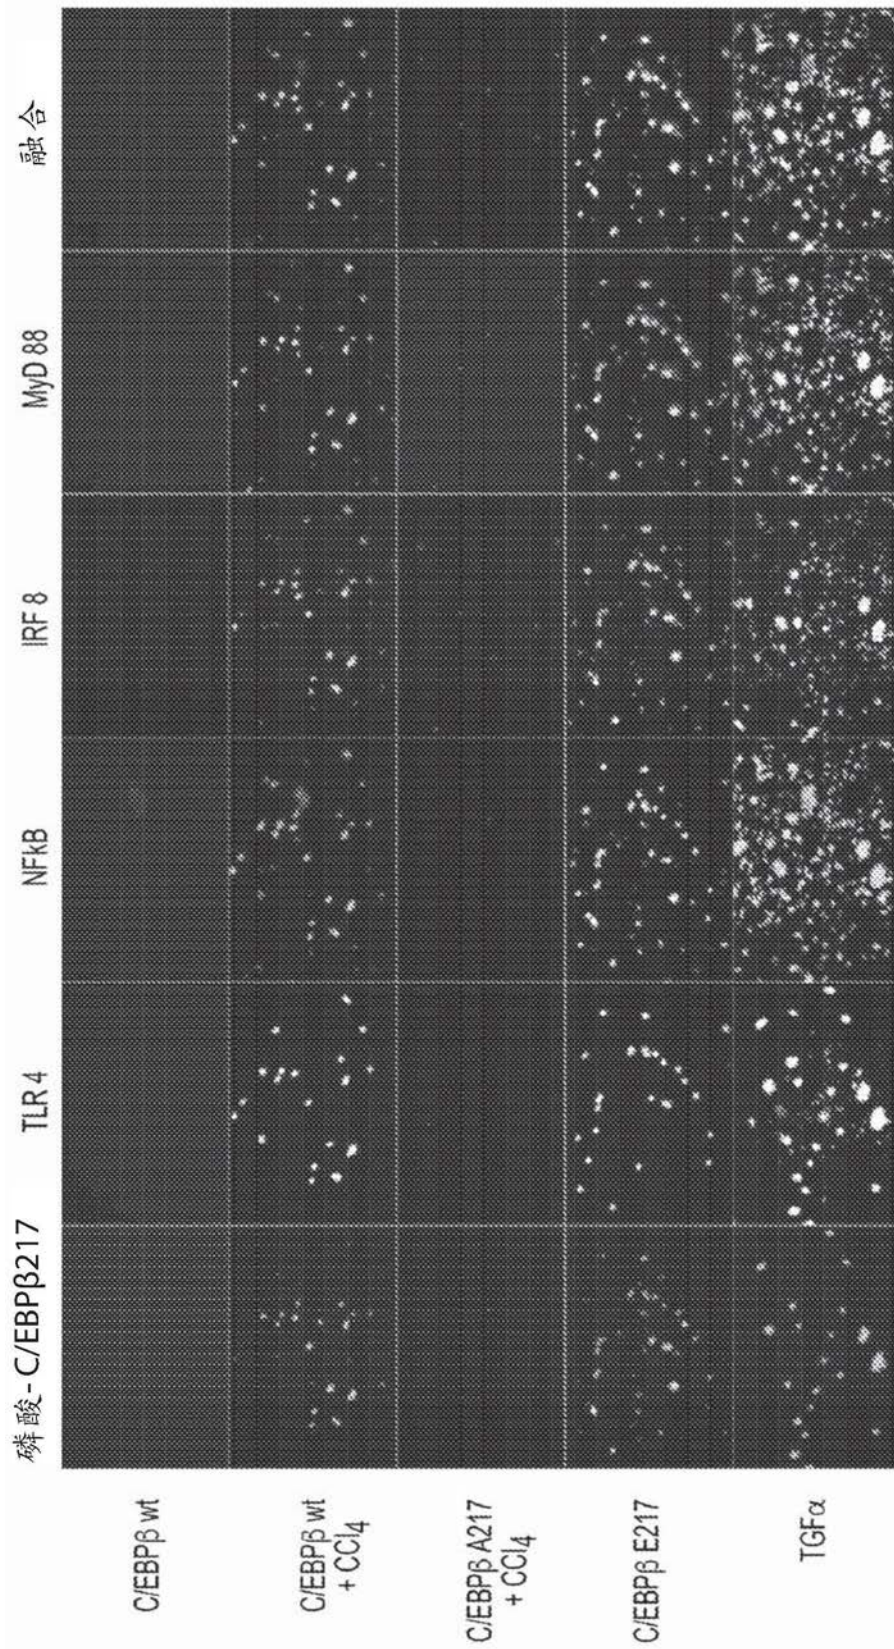 磷酸-C/EBPβ217
TLR 4
NFkB
IRF 8
MyD 88
融合
C/EBPβ wt
C/EBPβ wt
+ CCl4
C/EBPβ A217
+ CCl4
C/EBPβ E217
TGFα